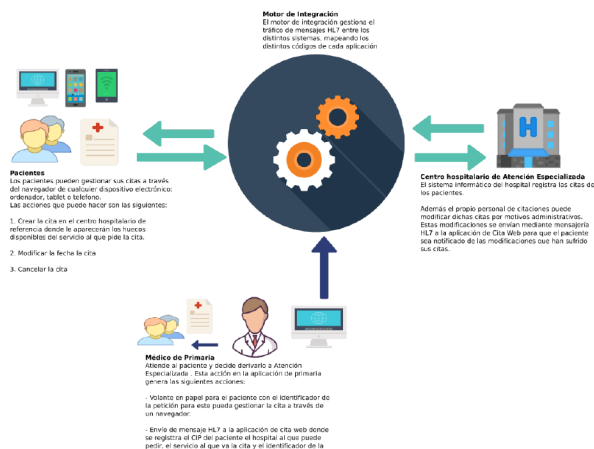 Motor de Integración
El motor de integración gestiona el
tráfico de mensajes HL7 entre los
distintos sistemas, mapeando los
distintos códigos de cada aplicación
Pacientes
Los pacientes pueden gestionar sus citas a través
del navegador de cualquier dispositivo electrónico:
ordenador, tablet o telefono.
Las acciones que puede hacer son las siguientes:
1. Crear la cita en el centro hospitalario de
referencia donde le aparecerán los huecos
disponibles del servicio al que pide la cita.
2. Modificar la fecha la cita
3. Cancelar la cita
H
Centro hospitalario de Atención Especializada
El sistema informático del hospital registra las citas de
los pacientes.
Además el propio personal de citaciones puede
modificar dichas citas por motivos administrativos.
Estas modificaciones se envían mediante mensajería
HL7 a la aplicación de Cita Web para que el paciente
sea notificado de las modificaciones que han sufrido
sus citas.
Médico de Primaria
Atiende al paciente y decide derivarlo a Atención
Especializada . Esta acción en la aplicación de primaria
genera las siguientes acciones:
- Volante en papel para el paciente con el identificador de
la petición para este pueda gestionar la cita a través de
un navegador.
- Envío de mensaje HL7 a la aplicación de cita web donde
se registtra el CIP del paciente el hospital al que puede
pedir, el servicio al que va la cita y el identificador de la